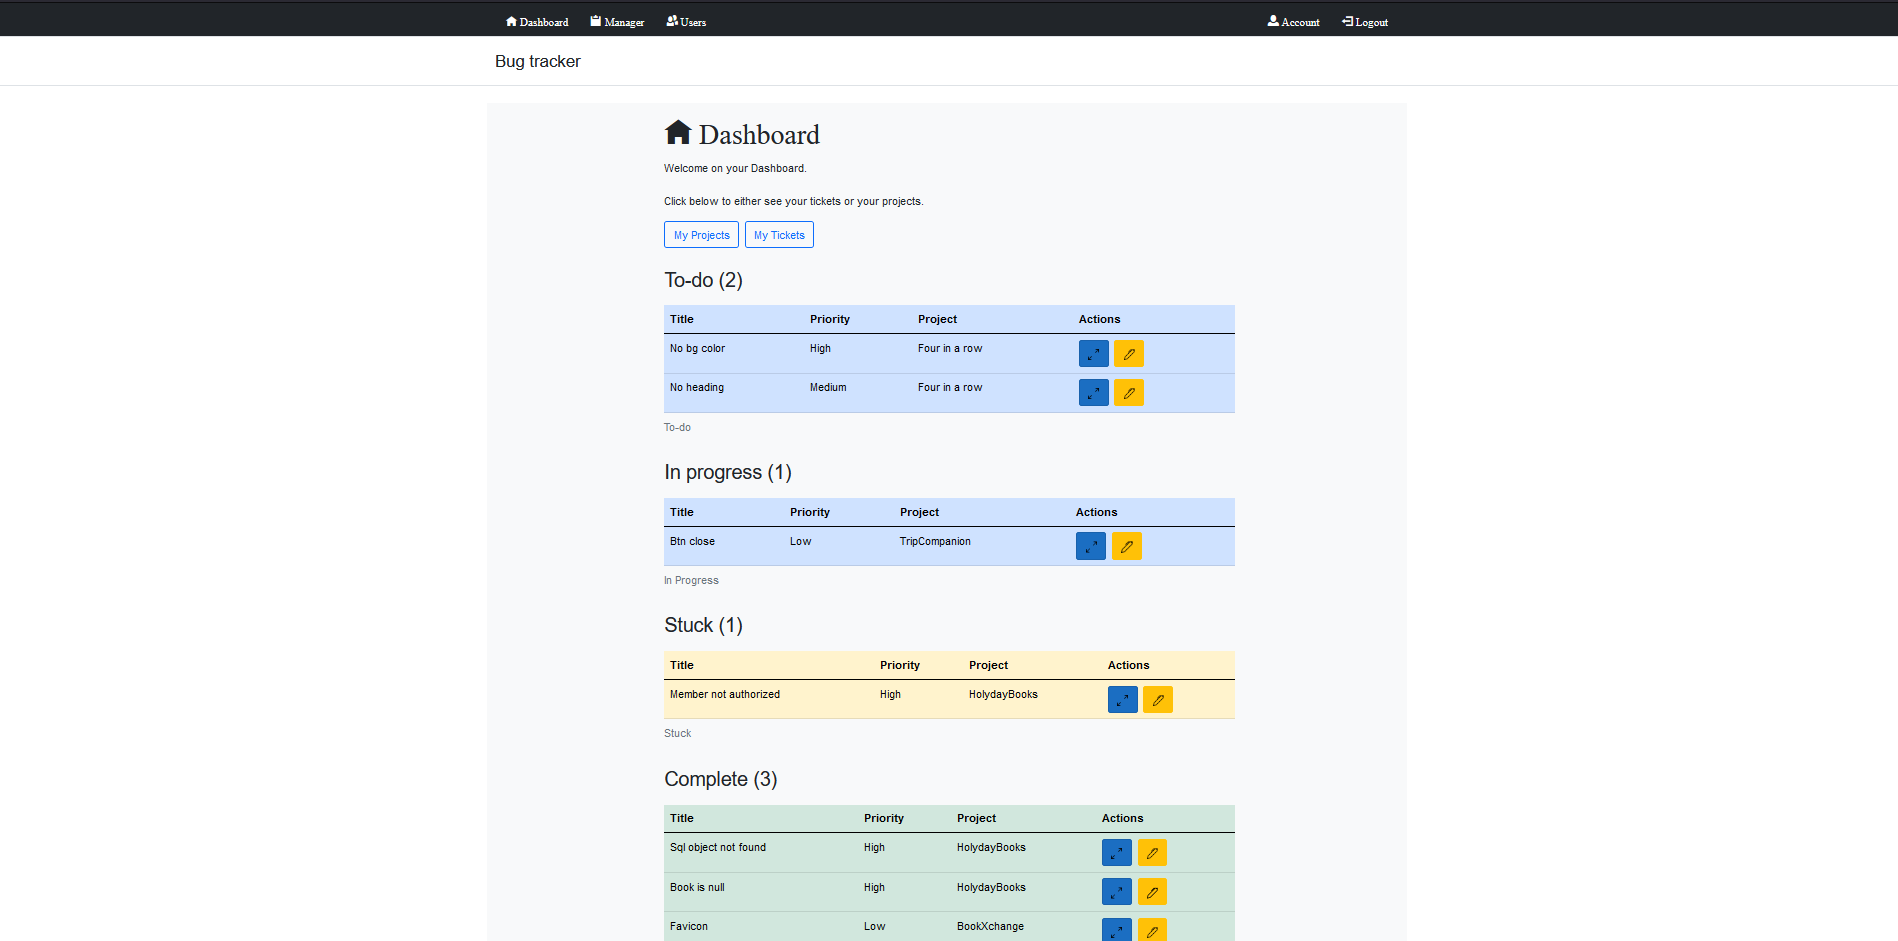 Dashboard Manager Users Account Logout
Bug tracker
Dashboard
Welcome on your Dashboard.
Click below to either see your tickets or your projects.
My Projects My Tickets
To-do (2)
Title Priority Project Actions
No bg color High Four in a row
No heading Medium Four in a row
To-do
In progress (1)
Title Priority Project Actions
Btn close Low TripCompanion
In Progress
Stuck (1)
Title Priority Project Actions
Member not authorized High HolydayBooks
Stuck
Complete (3)
Title Priority Project Actions
Sql object not found High HolydayBooks
Book is null High HolydayBooks
Favicon Low BookXchange